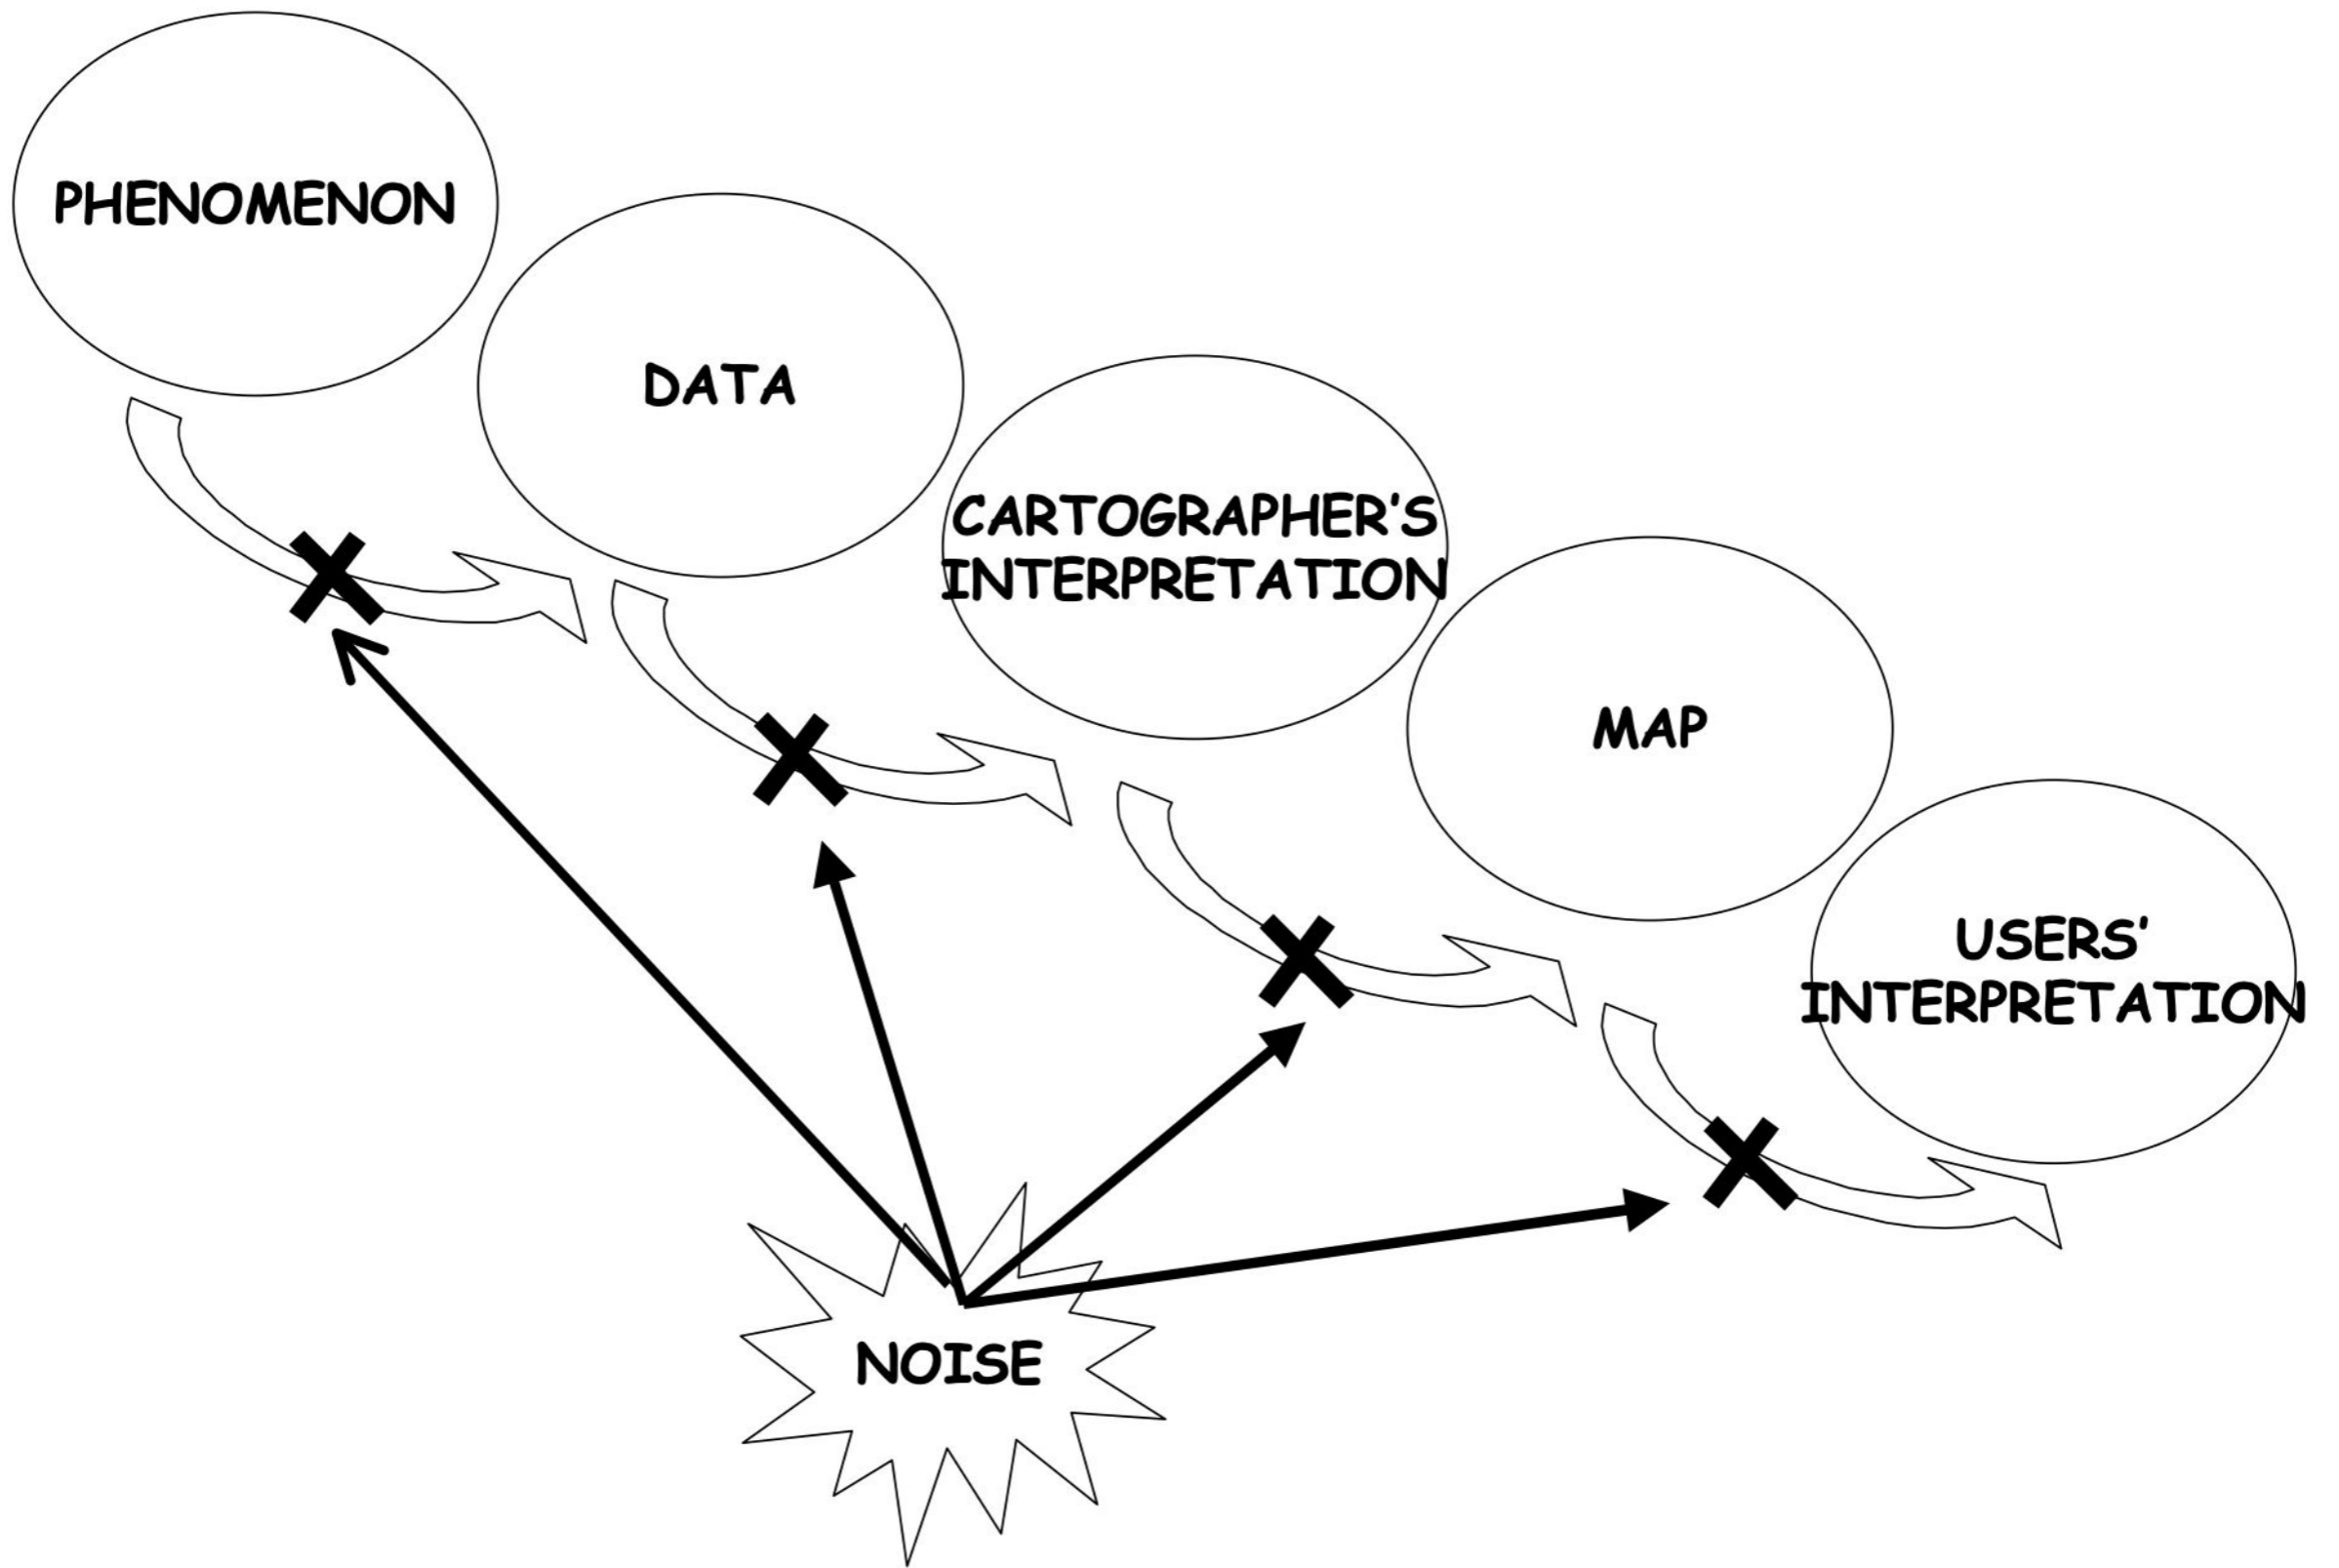 PHENOMENON
DATA
CARTOGRAPHER'S
INTERPRETATION
MAP
USERS'
INTERPRETATION
NOISE